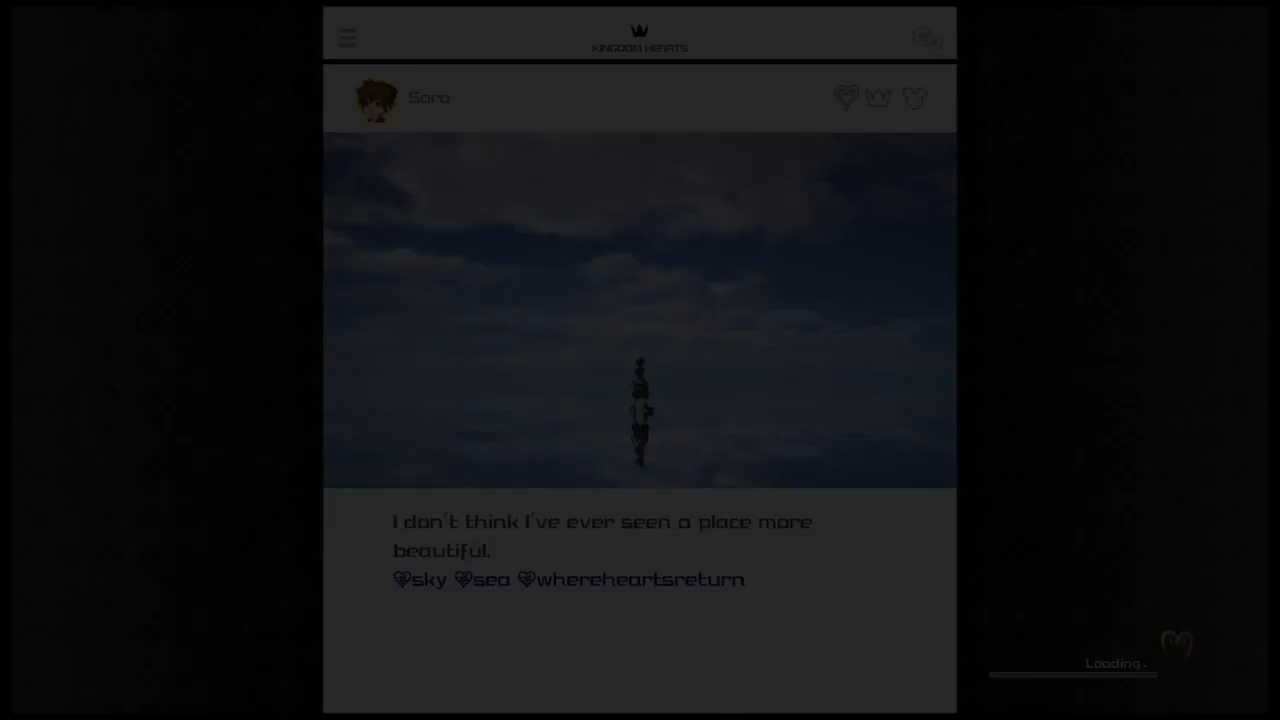 KINGDOM HEARTS
Sora
I don't think I've ever seen a place more
beautiful.
sky sea whereheartsreturn
Loading.